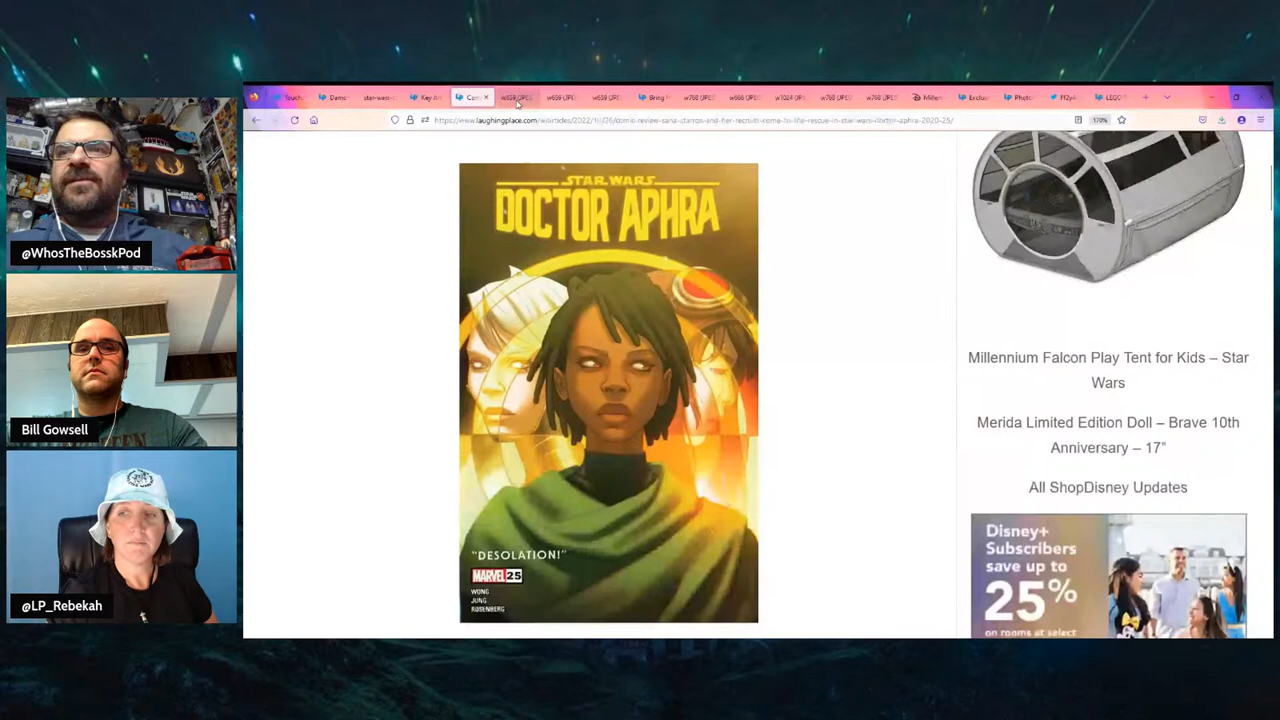 @WhosTheBosskPod
Bill Gowsell
@LP_Rebekah
STAR WARS
DOCTOR APHRA
"DESOLATION!"
MARVEL 25
WONG
JUNG
ROSENBERG
Millennium Falcon Play Tent for Kids – Star
Wars
Merida Limited Edition Doll – Brave 10th
Anniversary – 17"
All ShopDisney Updates
Disney+
Subscribers
save up to
25%
on rooms at select
170%